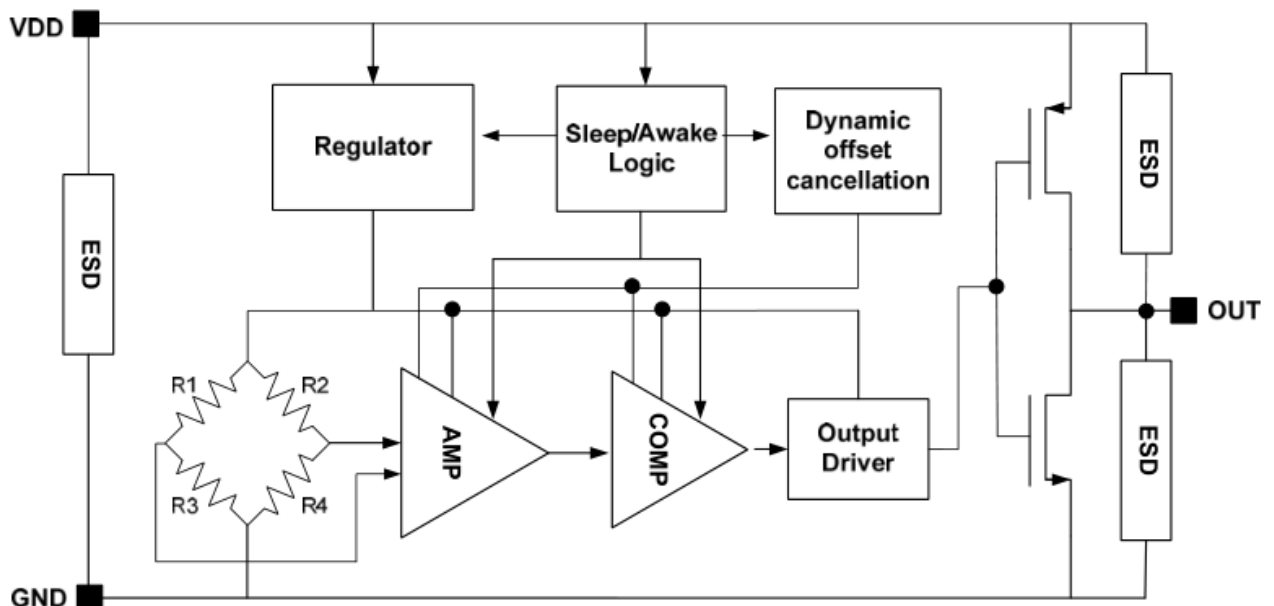 VDD
Regulator
Sleep/Awake
Logic
Dynamic
offset
cancellation
ESD
ESD
OUT
R1
R2
AMP
COMP
Output
Driver
ESD
R3
R4
GND